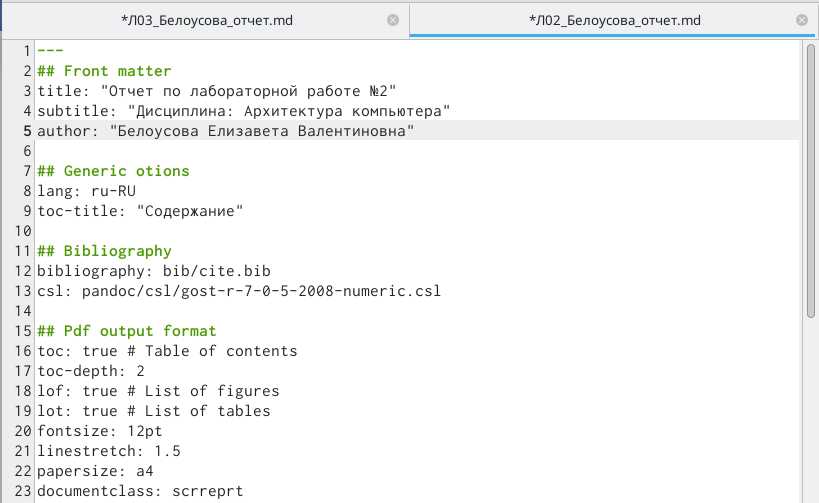 *Л03_Белоусова_отчет.md
*Л02_Белоусова_отчет.md
1 ---
2 ## Front matter
3 title: "Отчет по лабораторной работе №2"
4 subtitle: "Дисциплина: Архитектура компьютера"
5 author: "Белоусова Елизавета Валентиновна"
6
7 ## Generic otions
8 lang: ru-RU
9 toc-title: "Содержание"
10
11 ## Bibliography
12 bibliography: bib/cite.bib
13 csl: pandoc/csl/gost-r-7-0-5-2008-numeric.csl
14
15 ## Pdf output format
16 toc: true # Table of contents
17 toc-depth: 2
18 lof: true # List of figures
19 lot: true # List of tables
20 fontsize: 12pt
21 linestretch: 1.5
22 papersize: a4
23 documentclass: scrreprt